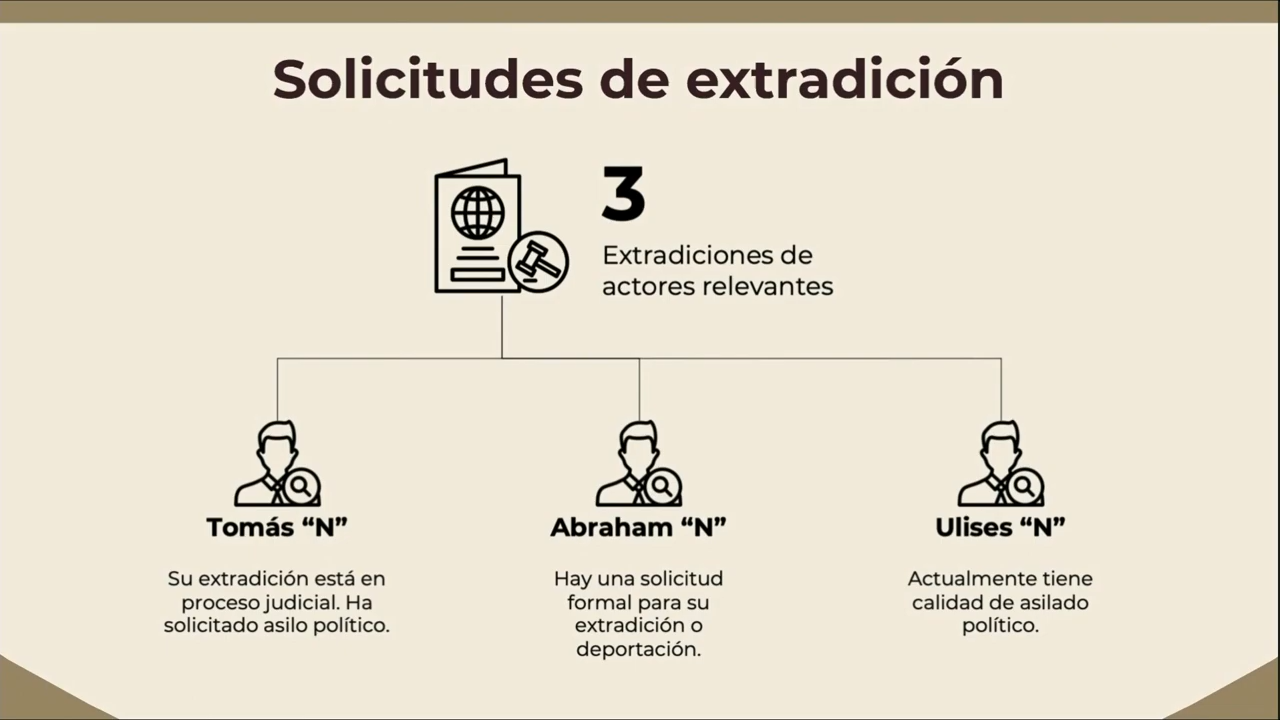 Solicitudes de extradición
3
Extradiciones de
actores relevantes
Tomás “N”
Su extradición está en
proceso judicial. Ha
solicitado asilo político.
Abraham “N”
Hay una solicitud
formal para su
extradición o
deportación.
Ulises “N”
Actualmente tiene
calidad de asilado
político.